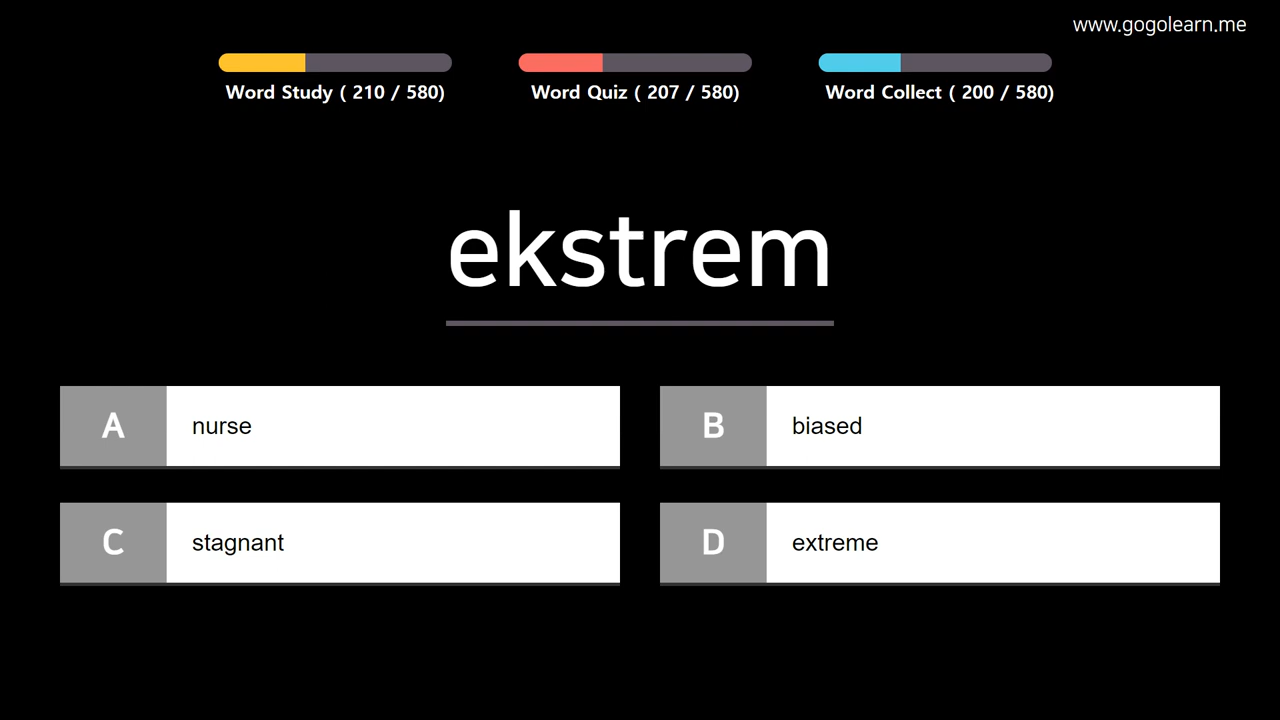 www.gogolearn.me
Word Study ( 210 / 580)
Word Quiz ( 207 / 580)
Word Collect ( 200 / 580)
ekstrem
A nurse
B biased
C stagnant
D extreme